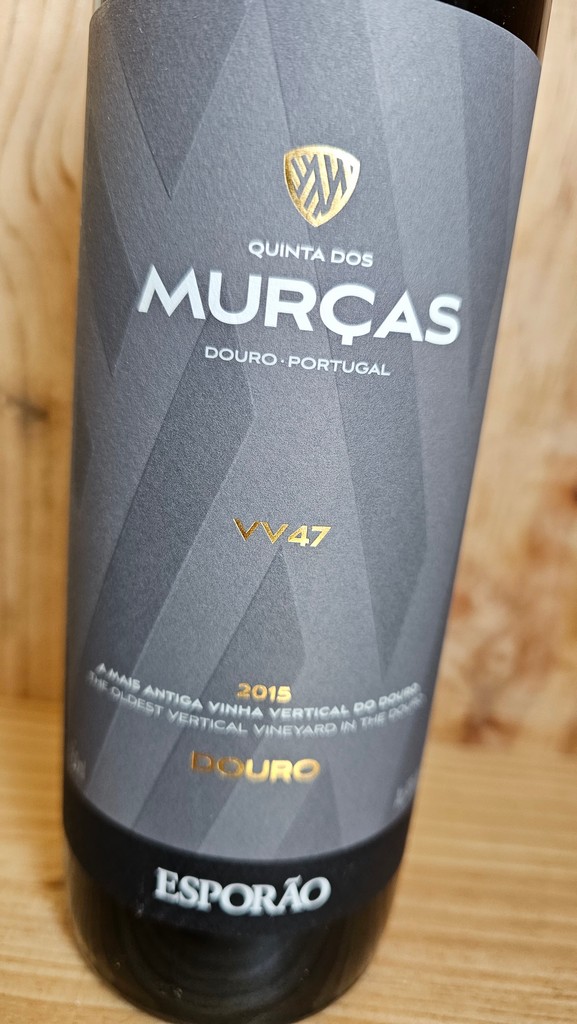 QUINTA DOS
MURÇAS
DOURO · PORTUGAL
VV47
2015
A MAIS ANTIGA VINHA VERTICAL DO DOURO.
THE OLDEST VERTICAL VINEYARD IN THE DOURO.
DOURO
ESPORÃO